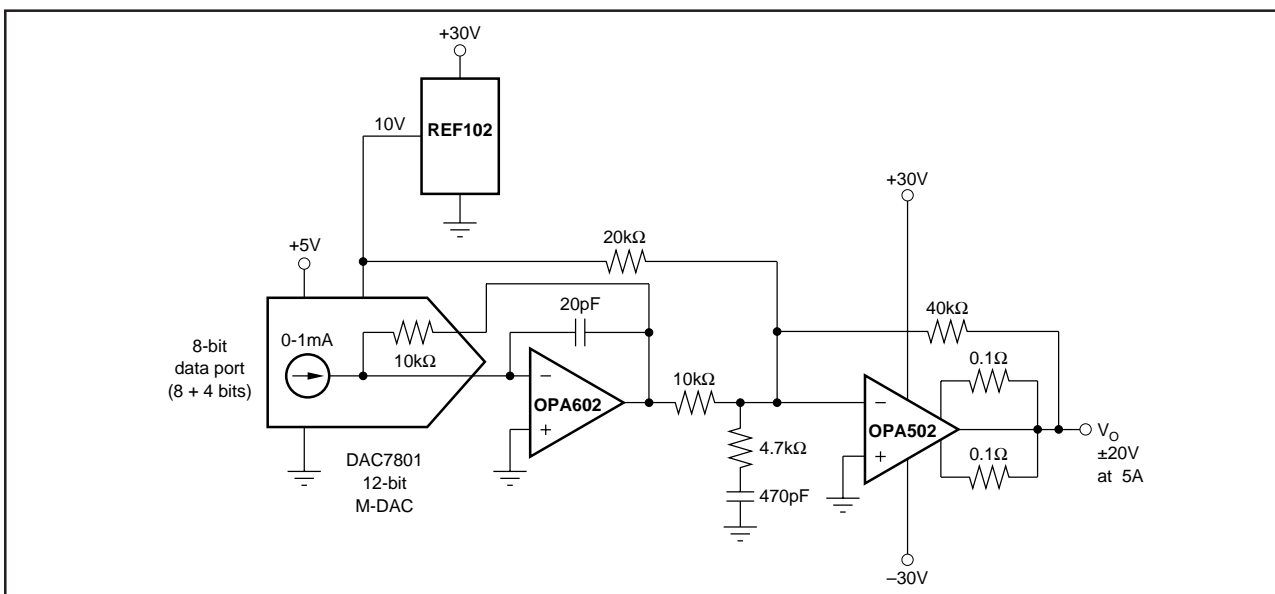 +30V
10V
REF102
+30V
+5V
20kΩ
20pF
40kΩ
0-1mA
8-bit
data port
(8 + 4 bits)
10kΩ
0.1Ω
–
OPA602
+
10kΩ
–
OPA502
+
VO
±20V
at 5A
4.7kΩ
0.1Ω
DAC7801
12-bit
M-DAC
470pF
–30V